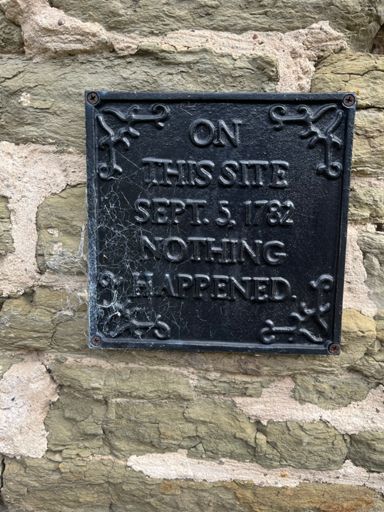 ON
THIS SITE
SEPT. 5, 1782
NOTHING
HAPPENED.